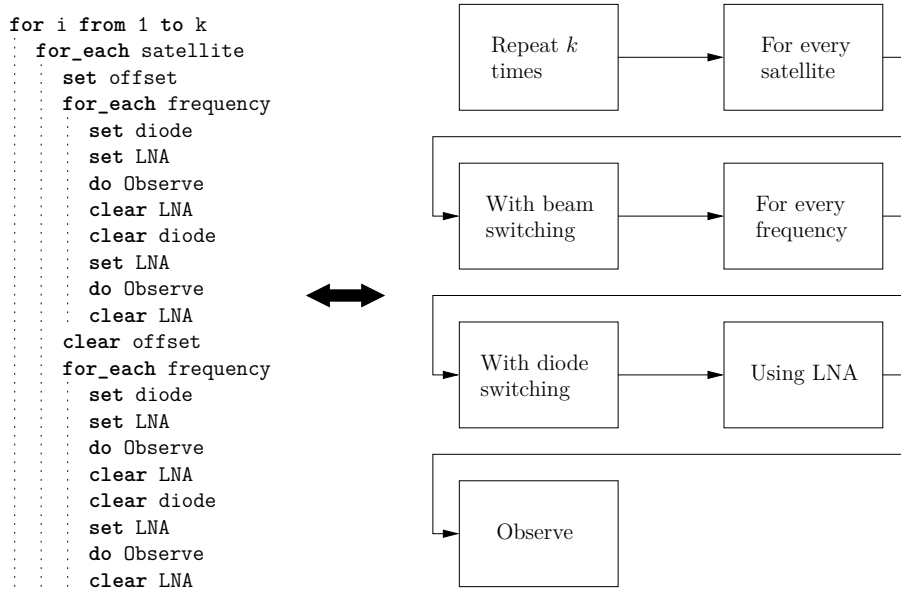 for i from 1 to k
for_each satellite
set offset
for_each frequency
set diode
set LNA
do Observe
clear LNA
clear diode
set LNA
do Observe
clear LNA
clear offset
for_each frequency
set diode
set LNA
do Observe
clear LNA
clear diode
set LNA
do Observe
clear LNA
Repeat k
times
For every
satellite
With beam
switching
For every
frequency
With diode
switching
Using LNA
Observe